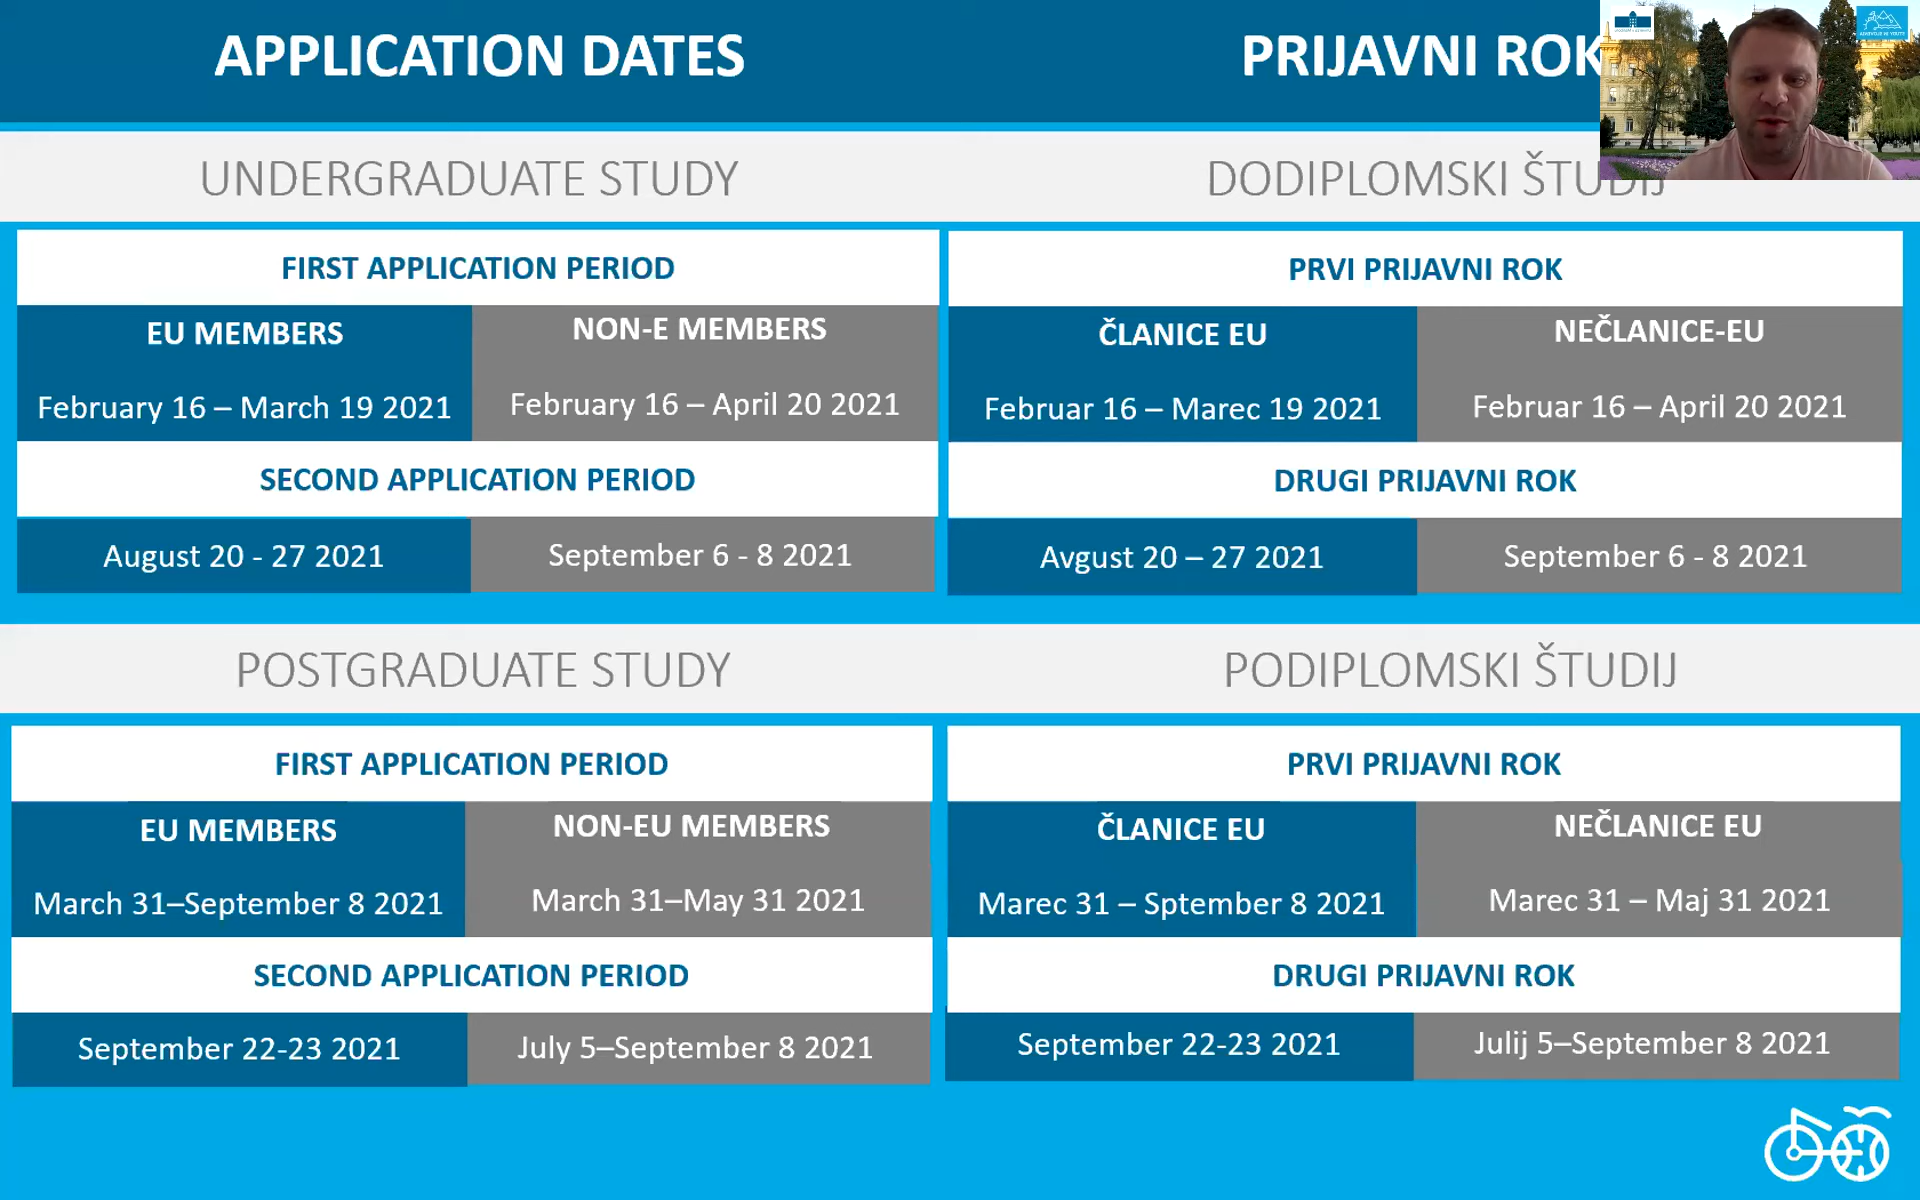 APPLICATION DATES
PRIJAVNI ROK
UNDERGRADUATE STUDY
DODIPLOMSKI ŠTUDIJ
FIRST APPLICATION PERIOD
PRVI PRIJAVNI ROK
EU MEMBERS
NON-E MEMBERS
ČLANICE EU
NEČLANICE-EU
February 16 – March 19 2021
February 16 – April 20 2021
Februar 16 – Marec 19 2021
Februar 16 – April 20 2021
SECOND APPLICATION PERIOD
DRUGI PRIJAVNI ROK
August 20 - 27 2021
September 6 - 8 2021
Avgust 20 – 27 2021
September 6 - 8 2021
POSTGRADUATE STUDY
PODIPLOMSKI ŠTUDIJ
FIRST APPLICATION PERIOD
PRVI PRIJAVNI ROK
EU MEMBERS
NON-EU MEMBERS
ČLANICE EU
NEČLANICE EU
March 31–September 8 2021
March 31–May 31 2021
Marec 31 – Sptember 8 2021
Marec 31 – Maj 31 2021
SECOND APPLICATION PERIOD
DRUGI PRIJAVNI ROK
September 22-23 2021
July 5–September 8 2021
September 22-23 2021
Julij 5–September 8 2021